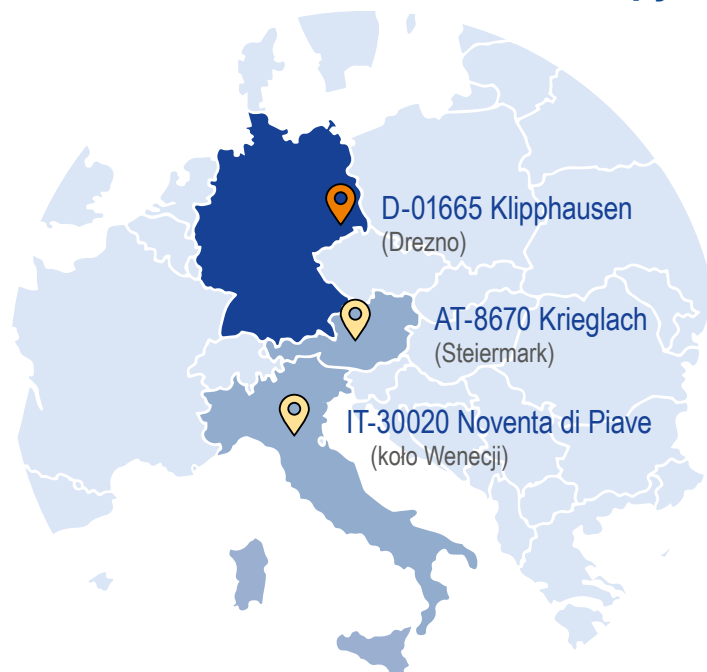 D-01665 Klipphausen
(Drezno)
AT-8670 Krieglach
(Steiermark)
IT-30020 Noventa di Piave
(koło Wenecji)